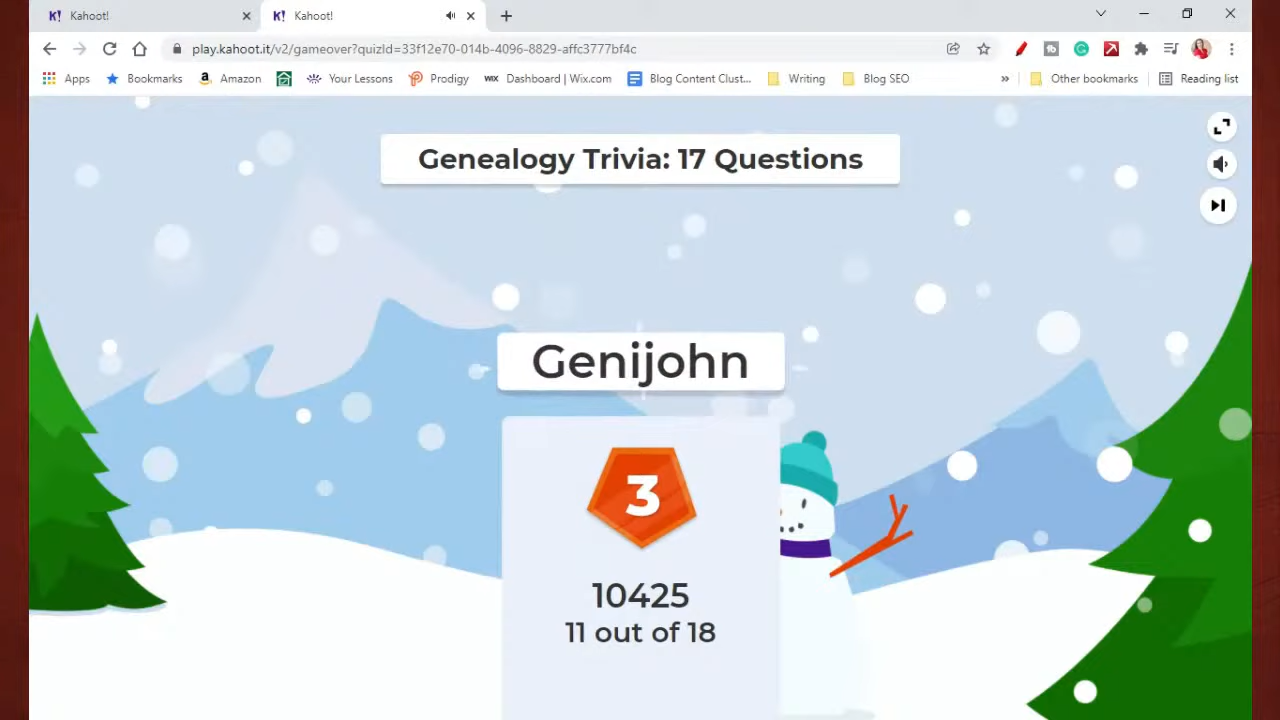 K! Kahoot!
K! Kahoot!
play.kahoot.it/v2/gameover?quizId=33f12e70-014b-4096-8829-affc3777bf4c
Apps Bookmarks Amazon Your Lessons Prodigy WIX Dashboard | Wix.com Blog Content Clust... Writing Blog SEO » Other bookmarks Reading list
Genealogy Trivia: 17 Questions
Genijohn
3
10425
11 out of 18